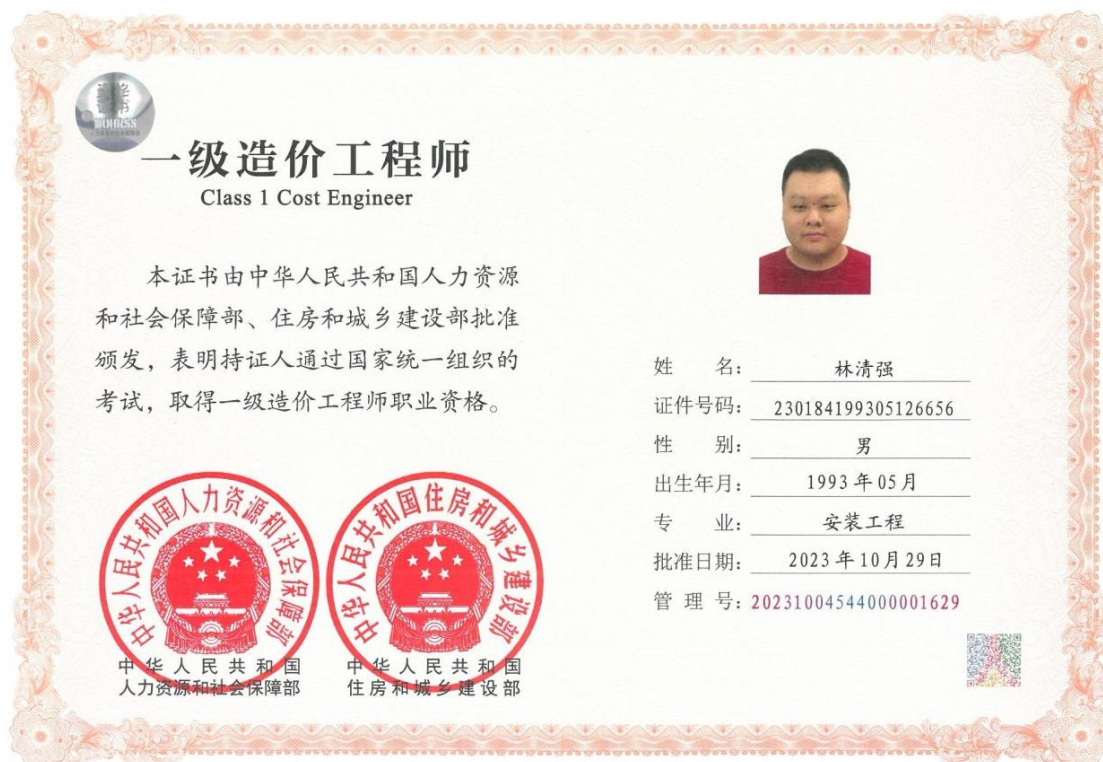 一级造价工程师
Class 1 Cost Engineer
本证书由中华人民共和国人力资源
和社会保障部、住房和城乡建设部批准
颁发，表明持证人通过国家统一组织的
考试，取得一级造价工程师职业资格。
中华人民共和国人力资源和社会保障部
中华人民共和国住房和城乡建设部
中华人民共和国
人力资源和社会保障部
中华人民共和国
住房和城乡建设部
姓 名：林清强
证件号码：230184199305126656
性 别：男
出生年月：1993年05月
专 业：安装工程
批准日期：2023年10月29日
管 理 号：20231004544000001629